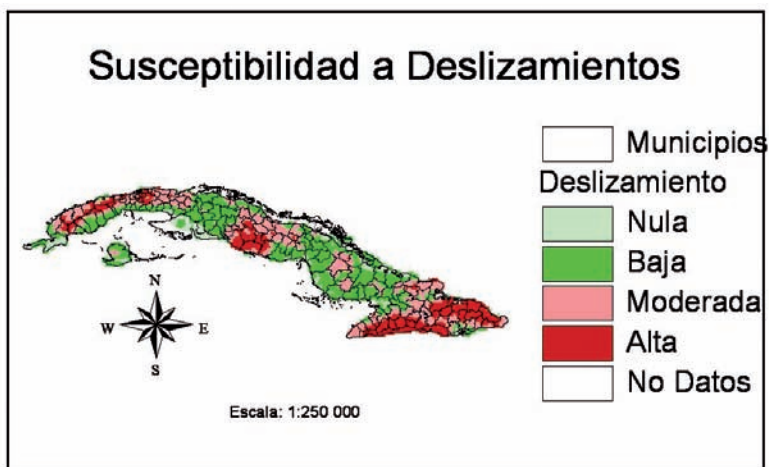 Susceptibilidad a Deslizamientos
Municipios
Deslizamiento
Nula
Baja
Moderada
Alta
No Datos
N
W E
S
Escala: 1:250 000